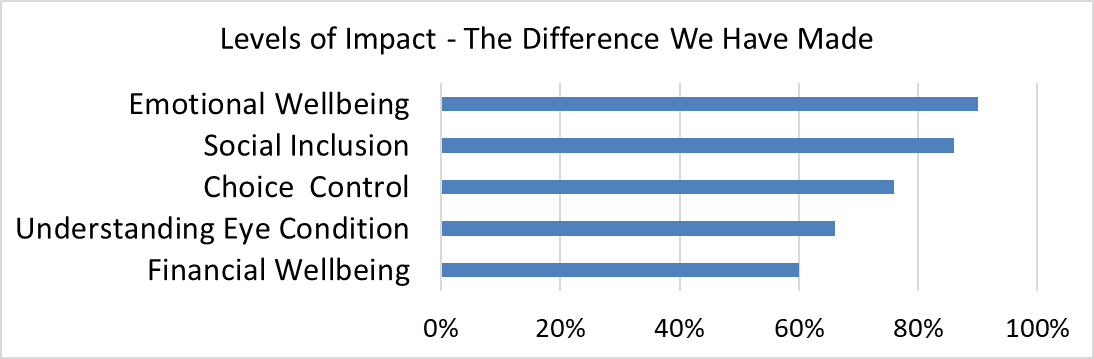 Levels of Impact - The Difference We Have Made
Emotional Wellbeing
Social Inclusion
Choice  Control
Understanding Eye Condition
Financial Wellbeing
0% 20% 40% 60% 80% 100%